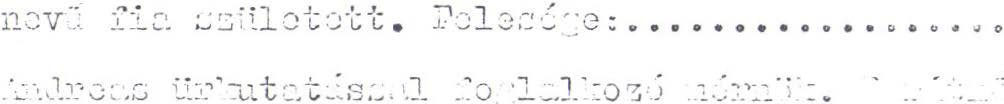 nevű fia született. Felesége:....................
Andreas űrkutatással foglalkozó mérnök.